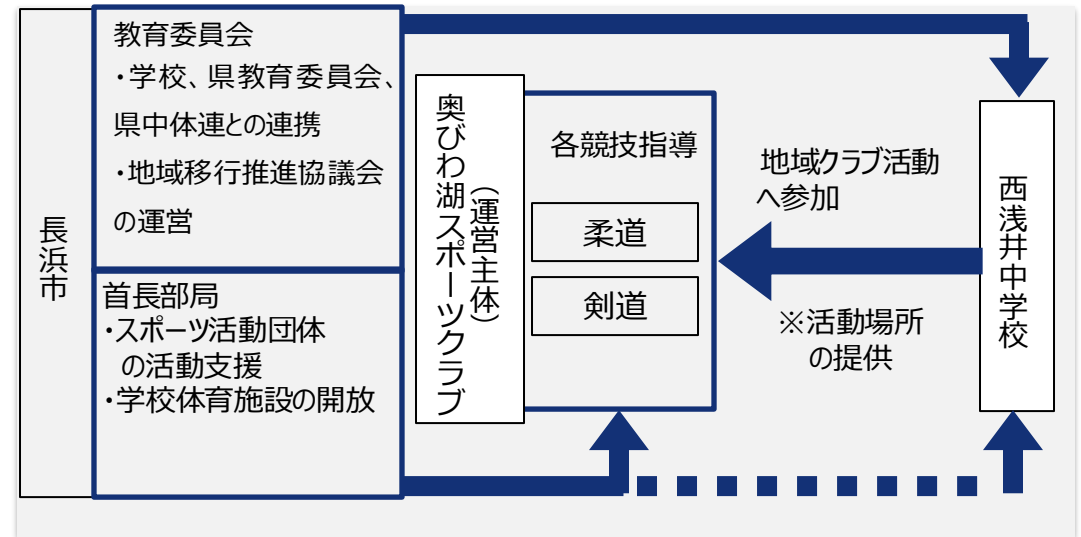 長浜市
教育委員会
・学校、県教育委員会、
県中体連との連携
・地域移行推進協議会
の運営
首長部局
・スポーツ活動団体
の活動支援
・学校体育施設の開放
奥びわ湖スポーツクラブ
（運営主体）
各競技指導
柔道
剣道
地域クラブ活動
へ参加
※活動場所
の提供
西浅井中学校